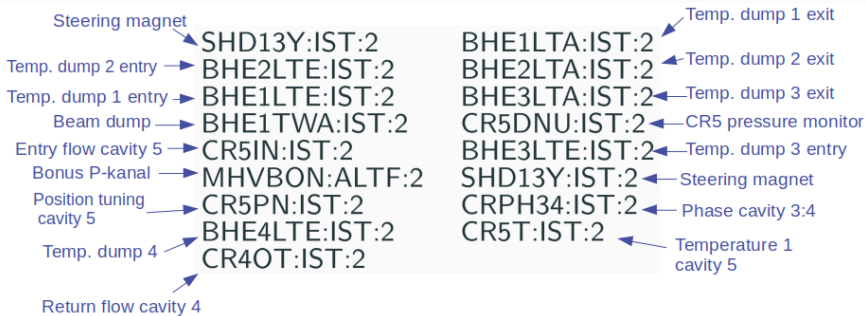 Steering magnet
SHD13Y:IST:2
BHE1LTA:IST:2
Temp. dump 1 exit
Temp. dump 2 entry
BHE2LTE:IST:2
BHE2LTA:IST:2
Temp. dump 2 exit
Temp. dump 1 entry
BHE1LTE:IST:2
BHE3LTA:IST:2
Temp. dump 3 exit
Beam dump
BHE1TWA:IST:2
CR5DNU:IST:2
CR5 pressure monitor
Entry flow cavity 5
CR5IN:IST:2
BHE3LTE:IST:2
Temp. dump 3 entry
Bonus P-kanal
MHVBON:ALTF:2
SHD13Y:IST:2
Steering magnet
Position tuning
cavity 5
CR5PN:IST:2
CRPH34:IST:2
Phase cavity 3:4
Temp. dump 4
BHE4LTE:IST:2
CR5T:IST:2
Temperature 1
cavity 5
CR4OT:IST:2
Return flow cavity 4